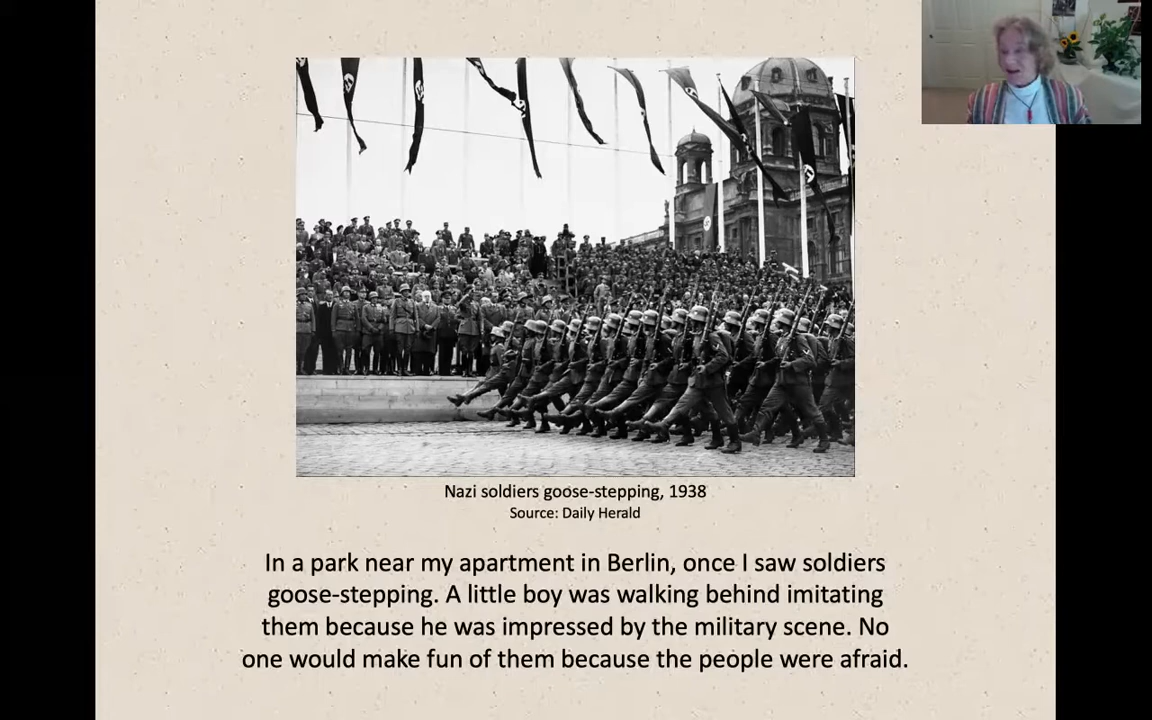 Nazi soldiers goose-stepping, 1938
Source: Daily Herald
In a park near my apartment in Berlin, once I saw soldiers
goose-stepping. A little boy was walking behind imitating
them because he was impressed by the military scene. No
one would make fun of them because the people were afraid.